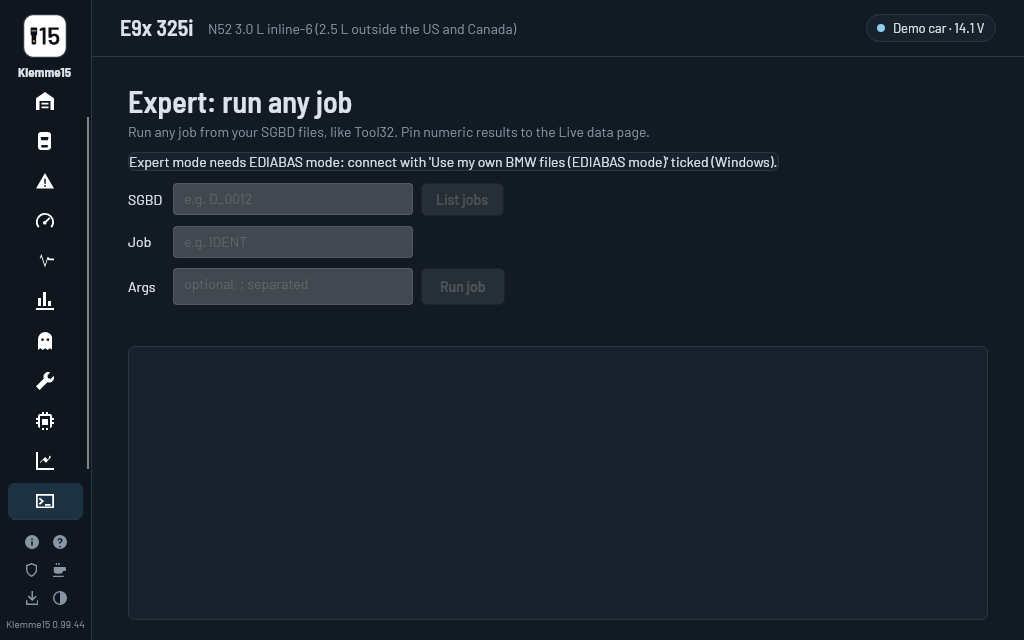 !15
Klemme15
E9x 325i
N52 3.0 L inline-6 (2.5 L outside the US and Canada)
Demo car · 14.1 V
Expert: run any job
Run any job from your SGBD files, like Tool32. Pin numeric results to the Live data page.
Expert mode needs EDIABAS mode: connect with 'Use my own BMW files (EDIABAS mode)' ticked (Windows).
SGBD
e.g. D_0012
List jobs
Job
e.g. IDENT
Args
optional, ; separated
Run job
Klemme15 0.99.44